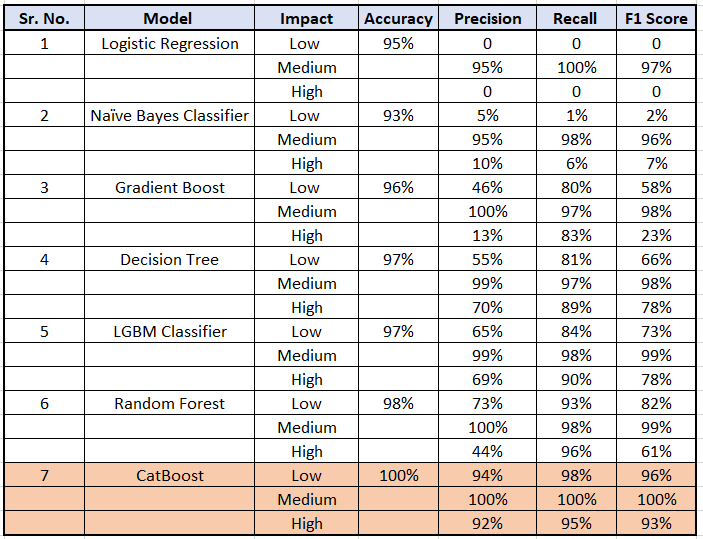 Sr. No. Model Impact Accuracy Precision Recall F1 Score
1 Logistic Regression Low 95% 0 0 0
Medium 95% 100% 97%
High 0 0 0
2 Naïve Bayes Classifier Low 93% 5% 1% 2%
Medium 95% 98% 96%
High 10% 6% 7%
3 Gradient Boost Low 96% 46% 80% 58%
Medium 100% 97% 98%
High 13% 83% 23%
4 Decision Tree Low 97% 55% 81% 66%
Medium 99% 97% 98%
High 70% 89% 78%
5 LGBM Classifier Low 97% 65% 84% 73%
Medium 99% 98% 99%
High 69% 90% 78%
6 Random Forest Low 98% 73% 93% 82%
Medium 100% 98% 99%
High 44% 96% 61%
7 CatBoost Low 100% 94% 98% 96%
Medium 100% 100% 100%
High 92% 95% 93%